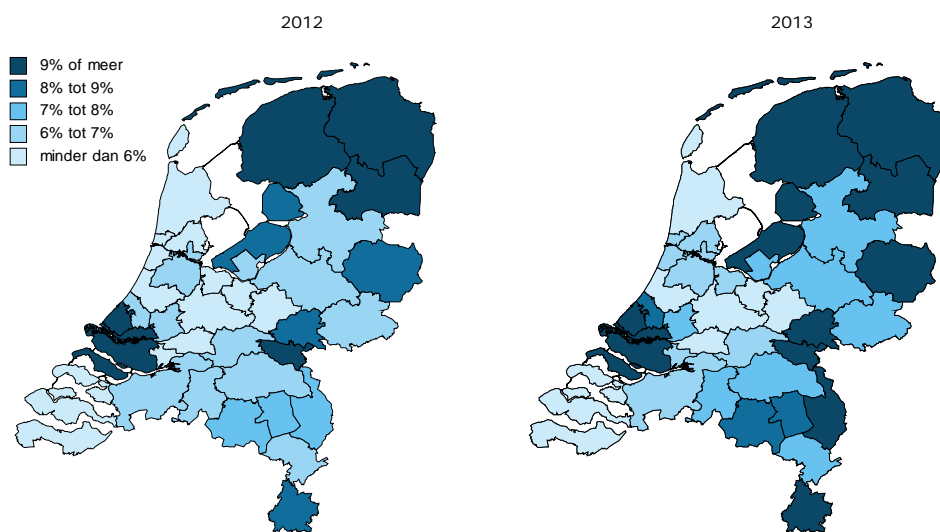 2012
2013
9% of meer
8% tot 9%
7% tot 8%
6% tot 7%
minder dan 6%